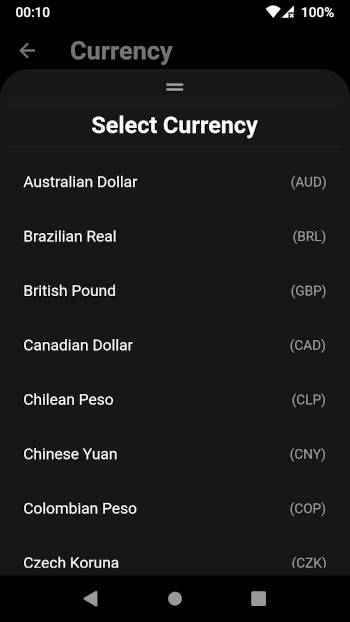 00:10 100%
Currency
Select Currency
Australian Dollar (AUD)
Brazilian Real (BRL)
British Pound (GBP)
Canadian Dollar (CAD)
Chilean Peso (CLP)
Chinese Yuan (CNY)
Colombian Peso (COP)
Czech Koruna (CZK)